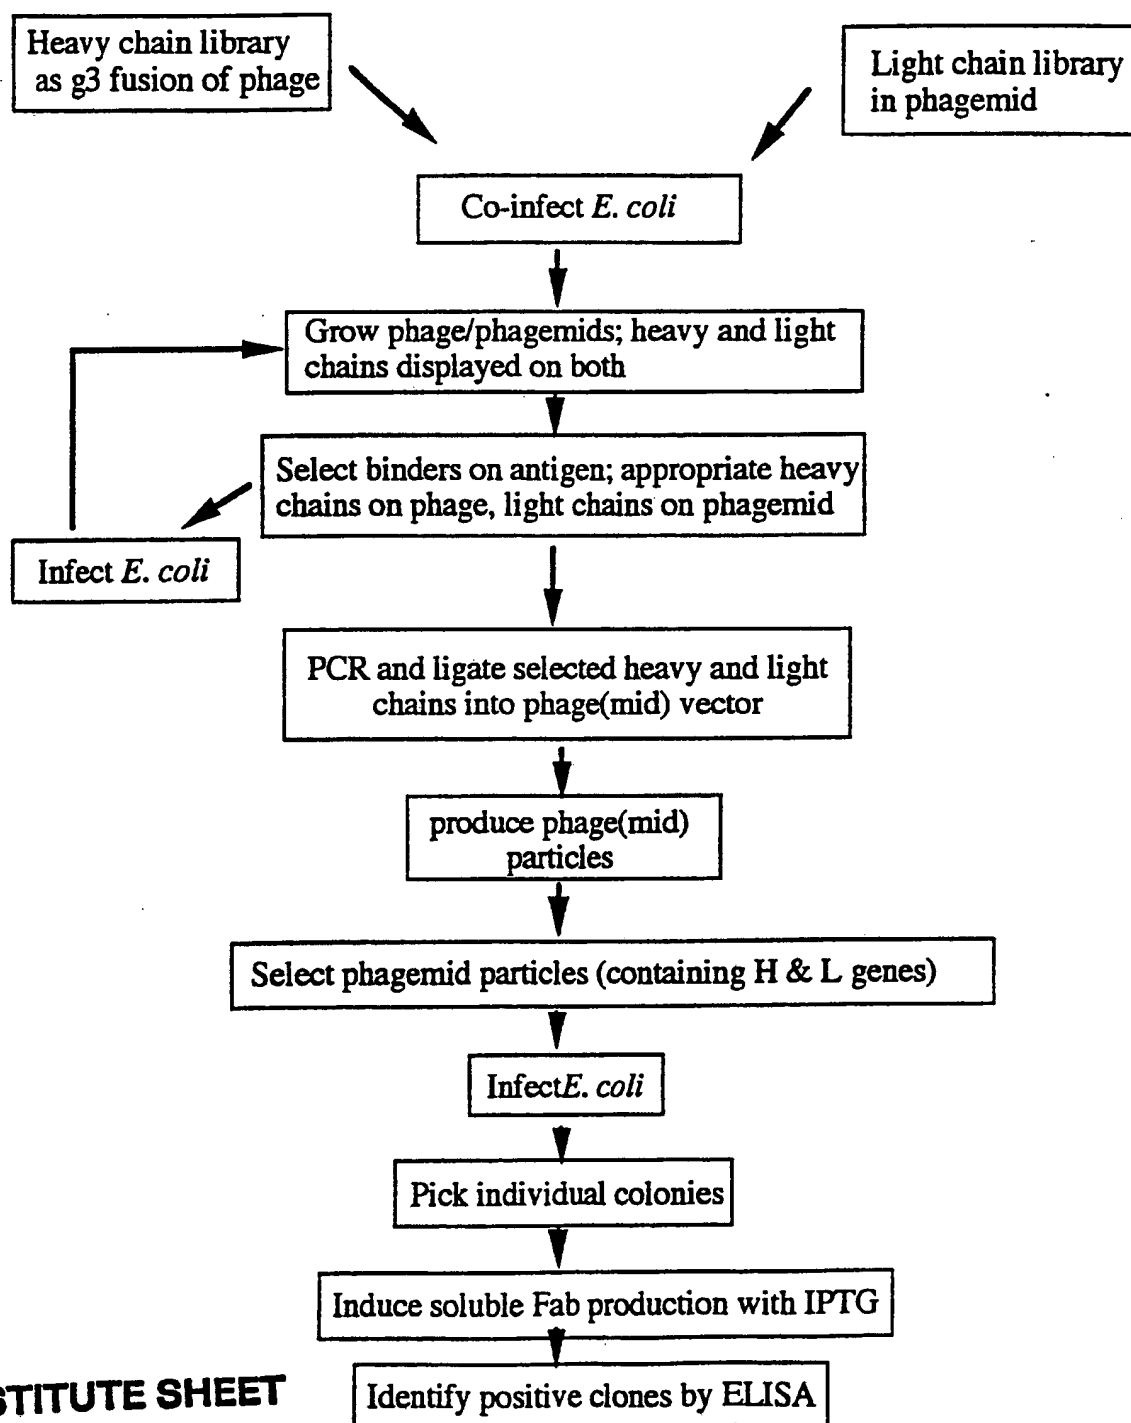 Heavy chain library
as g3 fusion of phage
Light chain library
in phagemid
Co-infect E. coli
Grow phage/phagemids; heavy and light
chains displayed on both
Select binders on antigen; appropriate heavy
chains on phage, light chains on phagemid
Infect E. coli
PCR and ligate selected heavy and light
chains into phage(mid) vector
produce phage(mid)
particles
Select phagemid particles (containing H & L genes)
InfectE. coli
Pick individual colonies
Induce soluble Fab production with IPTG
Identify positive clones by ELISA
STITUTE SHEET